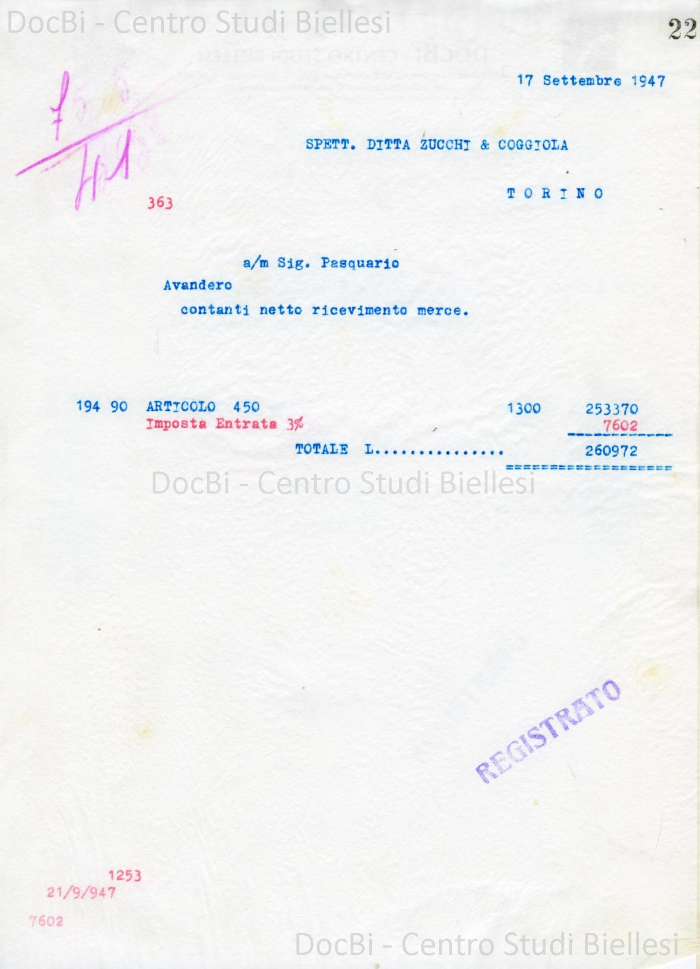 DocBi - Centro Studi Biellesi
22
17 Settembre 1947
SPETT. DITTA ZUCCHI & COGGIOLA
T O R I N O
363
a/m Sig. Pasquario
Avandero
contanti netto ricevimento merce.
194 90 ARTICOLO 450 1300 253370
Imposta Entrata 3% 7602
TOTALE L............... 260972
DocBi - Centro Studi Biellesi
REGISTRATO
1253
21/9/947
7602
DocBi - Centro Studi Biellesi